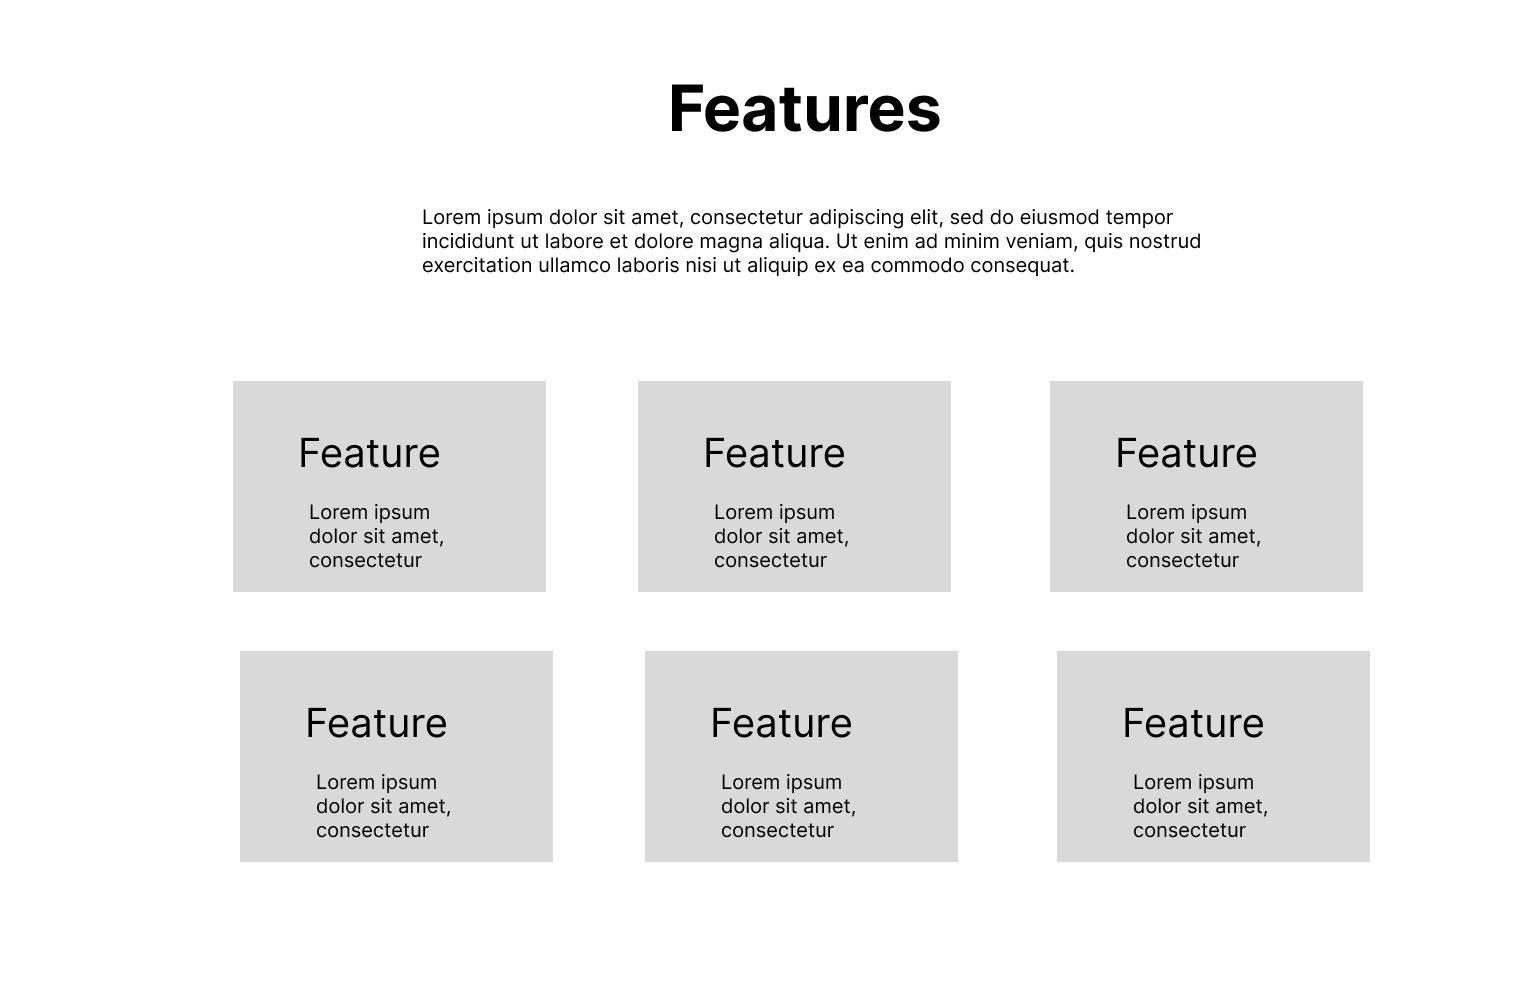 Features
Lorem ipsum dolor sit amet, consectetur adipiscing elit, sed do eiusmod tempor
incididunt ut labore et dolore magna aliqua. Ut enim ad minim veniam, quis nostrud
exercitation ullamco laboris nisi ut aliquip ex ea commodo consequat.
Feature
Lorem ipsum
dolor sit amet,
consectetur
Feature
Lorem ipsum
dolor sit amet,
consectetur
Feature
Lorem ipsum
dolor sit amet,
consectetur
Feature
Lorem ipsum
dolor sit amet,
consectetur
Feature
Lorem ipsum
dolor sit amet,
consectetur
Feature
Lorem ipsum
dolor sit amet,
consectetur